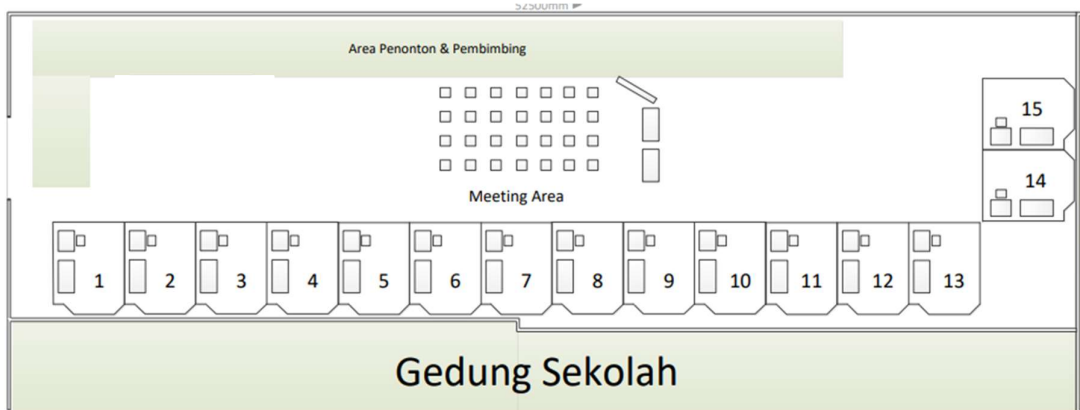 52500mm
Area Penonton & Pembimbing
15
14
Meeting Area
1 2 3 4 5 6 7 8 9 10 11 12 13
Gedung Sekolah